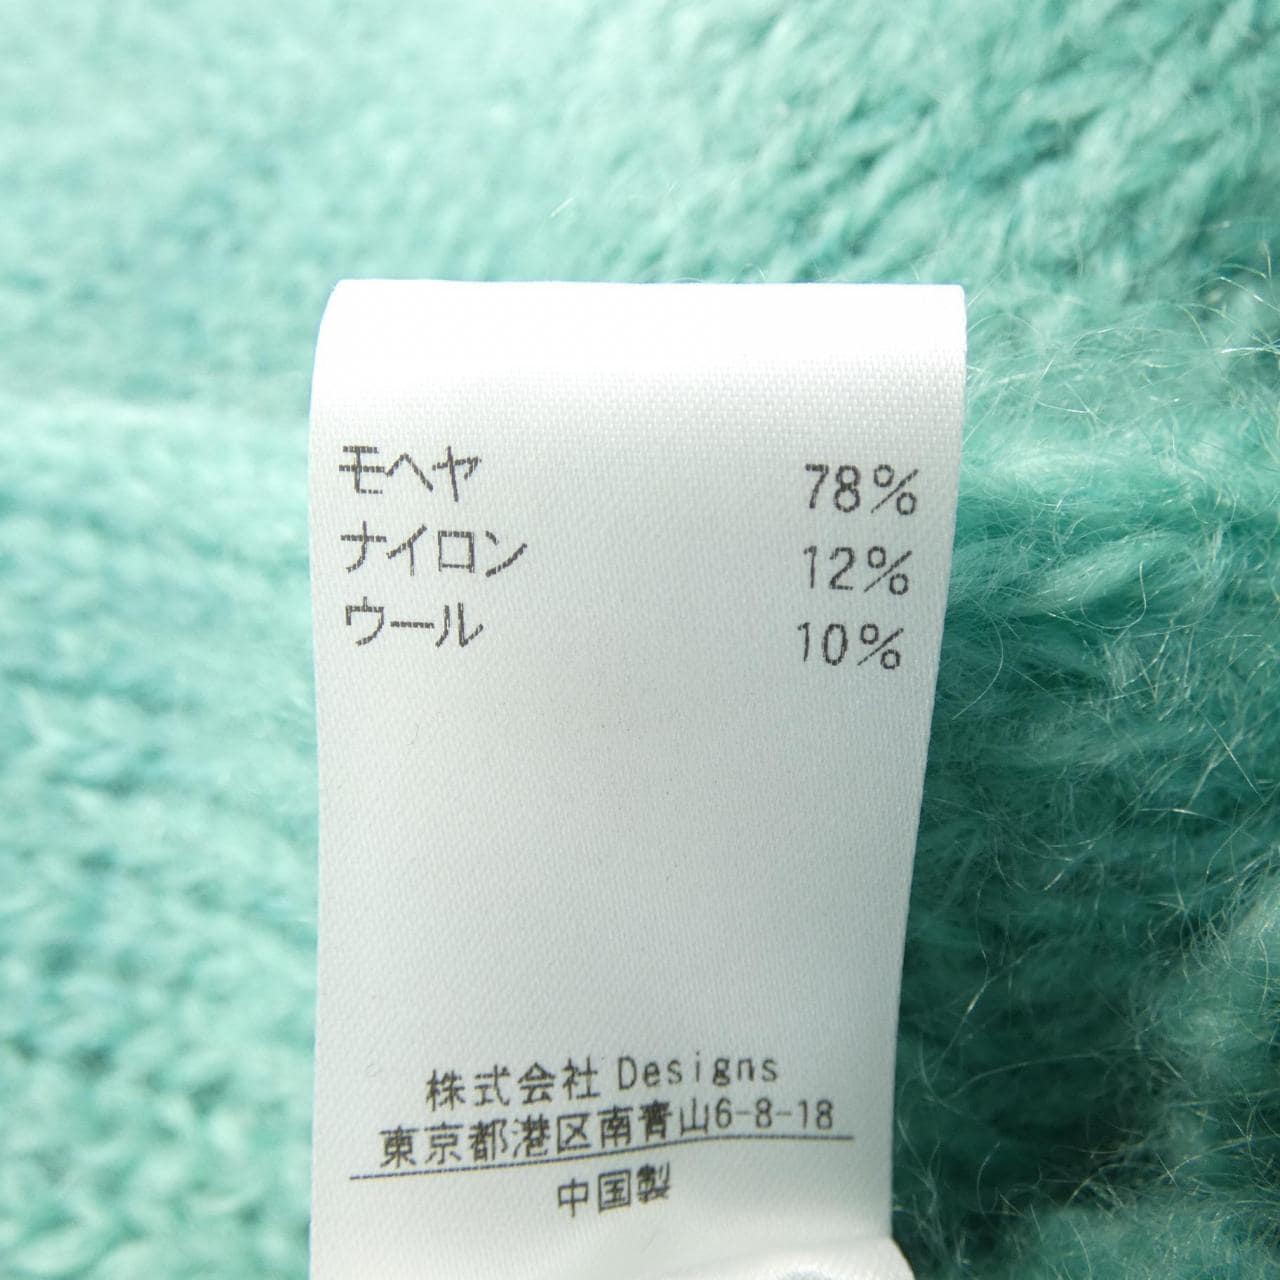 モヘヤ 78%
ナイロン 12%
ウール 10%
株式会社 Designs
東京都港区南青山6-8-18
中国製